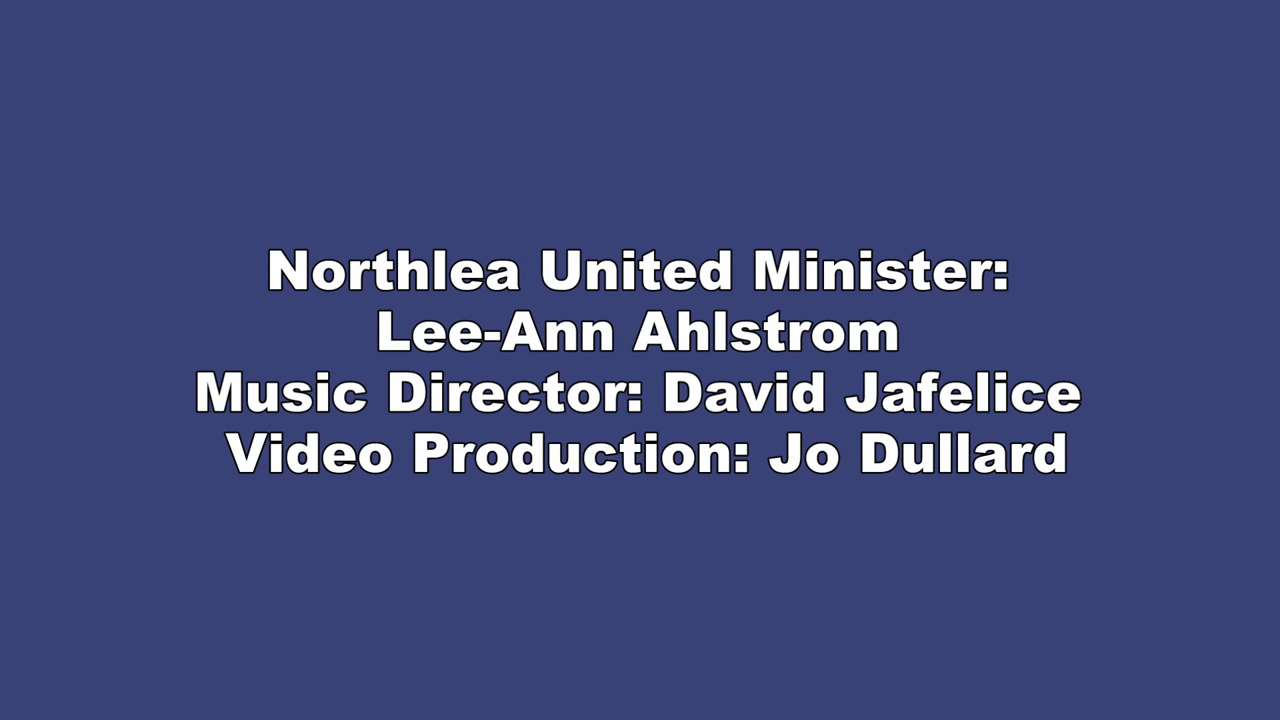 Northlea United Minister:
Lee-Ann Ahlstrom
Music Director: David Jafelice
Video Production: Jo Dullard